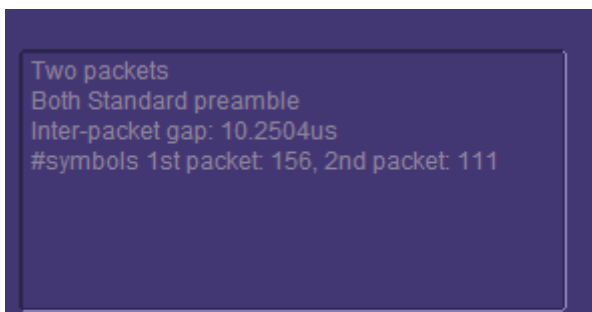 Two packets
Both Standard preamble
Inter-packet gap: 10.2504us
#symbols 1st packet: 156, 2nd packet: 111